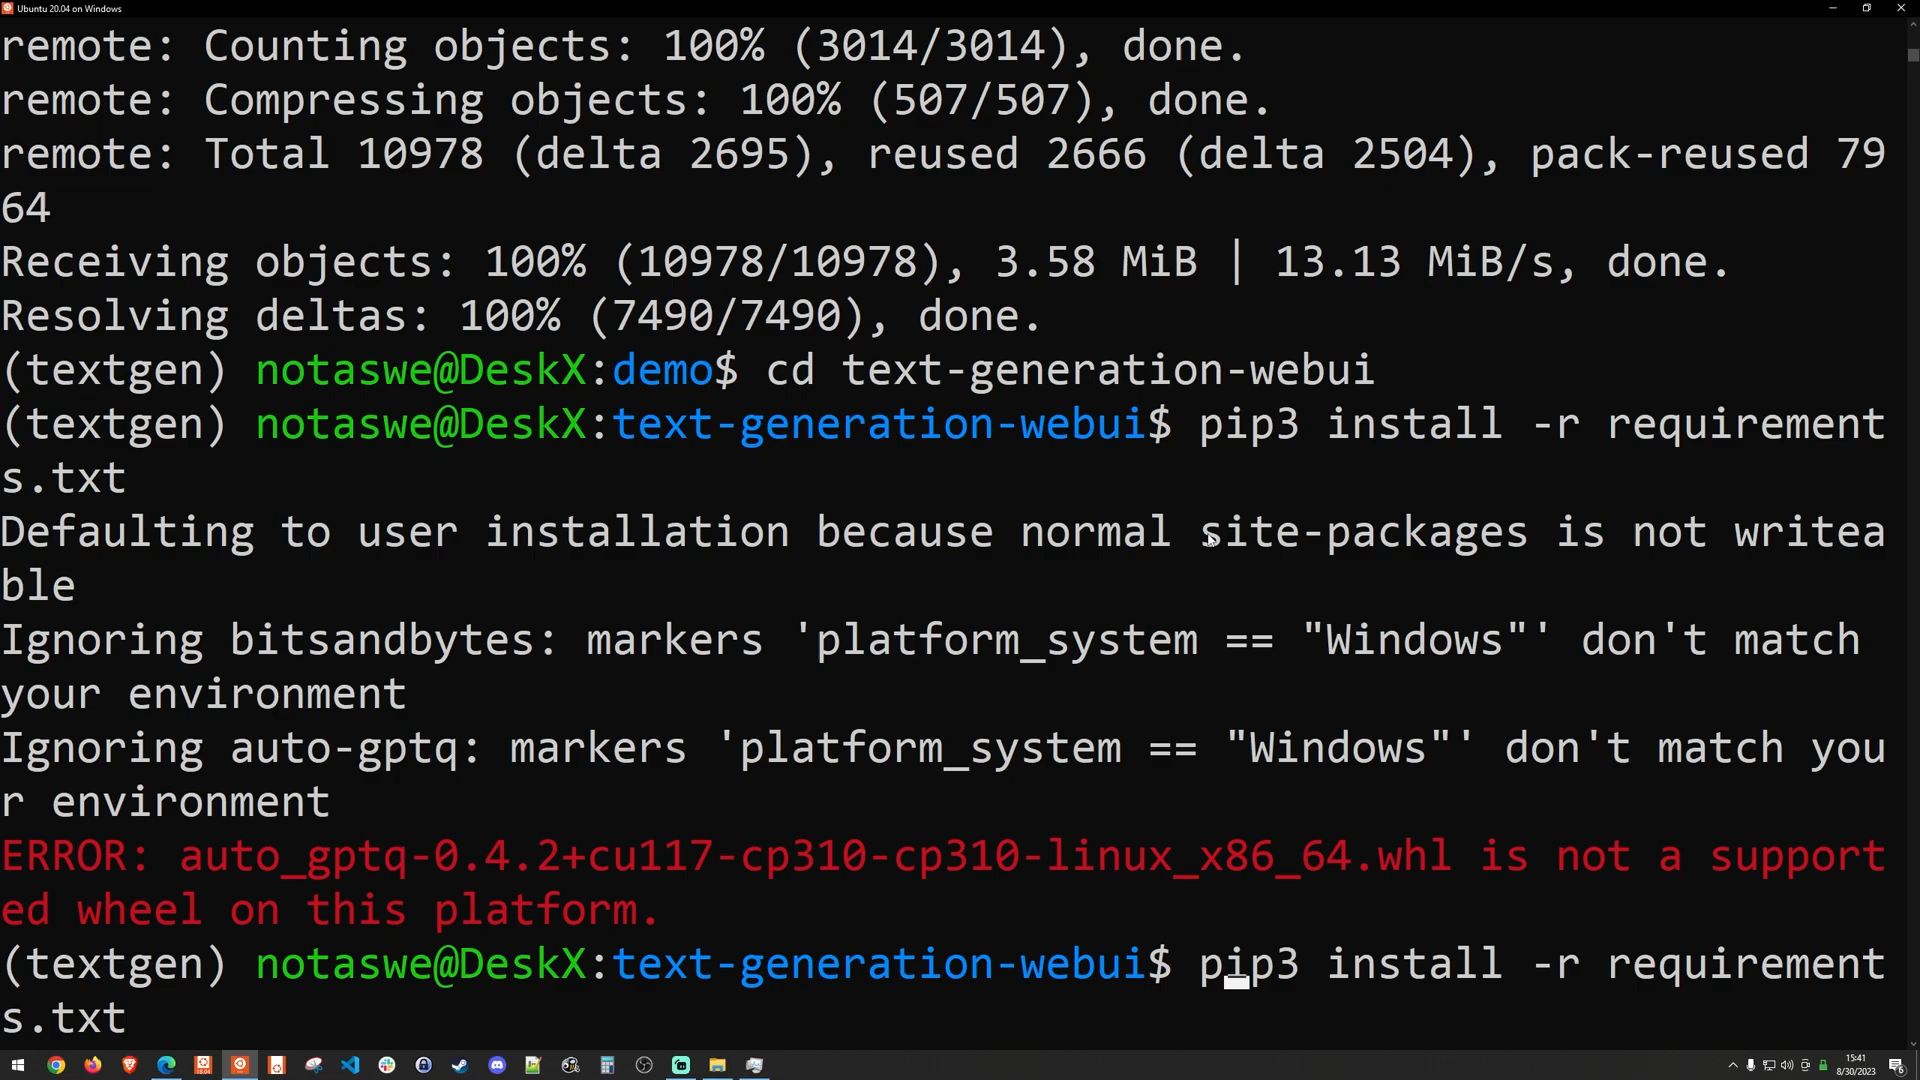 Ubuntu 20.04 on Windows
remote: Counting objects: 100% (3014/3014), done.
remote: Compressing objects: 100% (507/507), done.
remote: Total 10978 (delta 2695), reused 2666 (delta 2504), pack-reused 79
64
Receiving objects: 100% (10978/10978), 3.58 MiB | 13.13 MiB/s, done.
Resolving deltas: 100% (7490/7490), done.
(textgen) notaswe@DeskX:demo$ cd text-generation-webui
(textgen) notaswe@DeskX:text-generation-webui$ pip3 install -r requirement
s.txt
Defaulting to user installation because normal site-packages is not writea
ble
Ignoring bitsandbytes: markers 'platform_system == "Windows"' don't match
your environment
Ignoring auto-gptq: markers 'platform_system == "Windows"' don't match you
r environment
ERROR: auto_gptq-0.4.2+cu117-cp310-cp310-linux_x86_64.whl is not a support
ed wheel on this platform.
(textgen) notaswe@DeskX:text-generation-webui$ pip3 install -r requirement
s.txt
15:41
8/30/2023